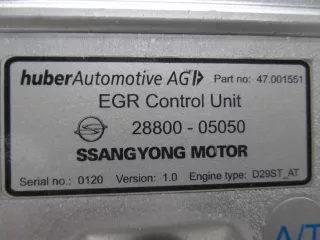 huberAutomotive AG Part no: 47.001551
EGR Control Unit
28800 - 05050
SSANGYONG MOTOR
Serial no.: 0120 Version: 1.0 Engine type: D29ST_AT
A/T